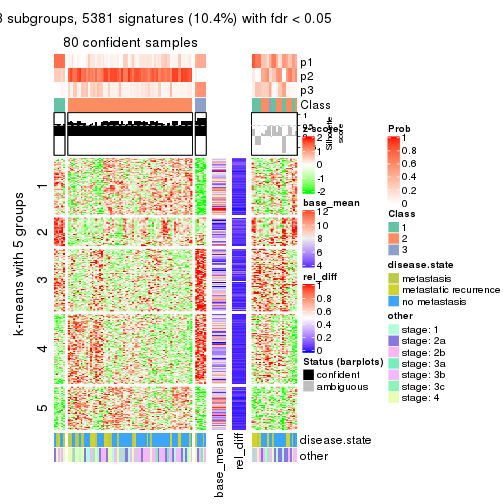 3 subgroups, 5381 signatures (10.4%) with fdr < 0.05
80 confident samples
p1
p2
p3
Class
1
0.5
0
Silhouette
score
z-score
2
1
0
-1
-2
base_mean
12
10
8
6
4
rel_diff
1
0.8
0.6
0.4
0.2
0
Status (barplots)
confident
ambiguous
Prob
1
0.8
0.6
0.4
0.2
0
Class
1
2
3
disease.state
metastasis
metastatic recurrence
no metastasis
other
stage: 1
stage: 2a
stage: 2b
stage: 3a
stage: 3b
stage: 3c
stage: 4
k-means with 5 groups
1
2
3
4
5
disease.state
other
base_mean
rel_diff